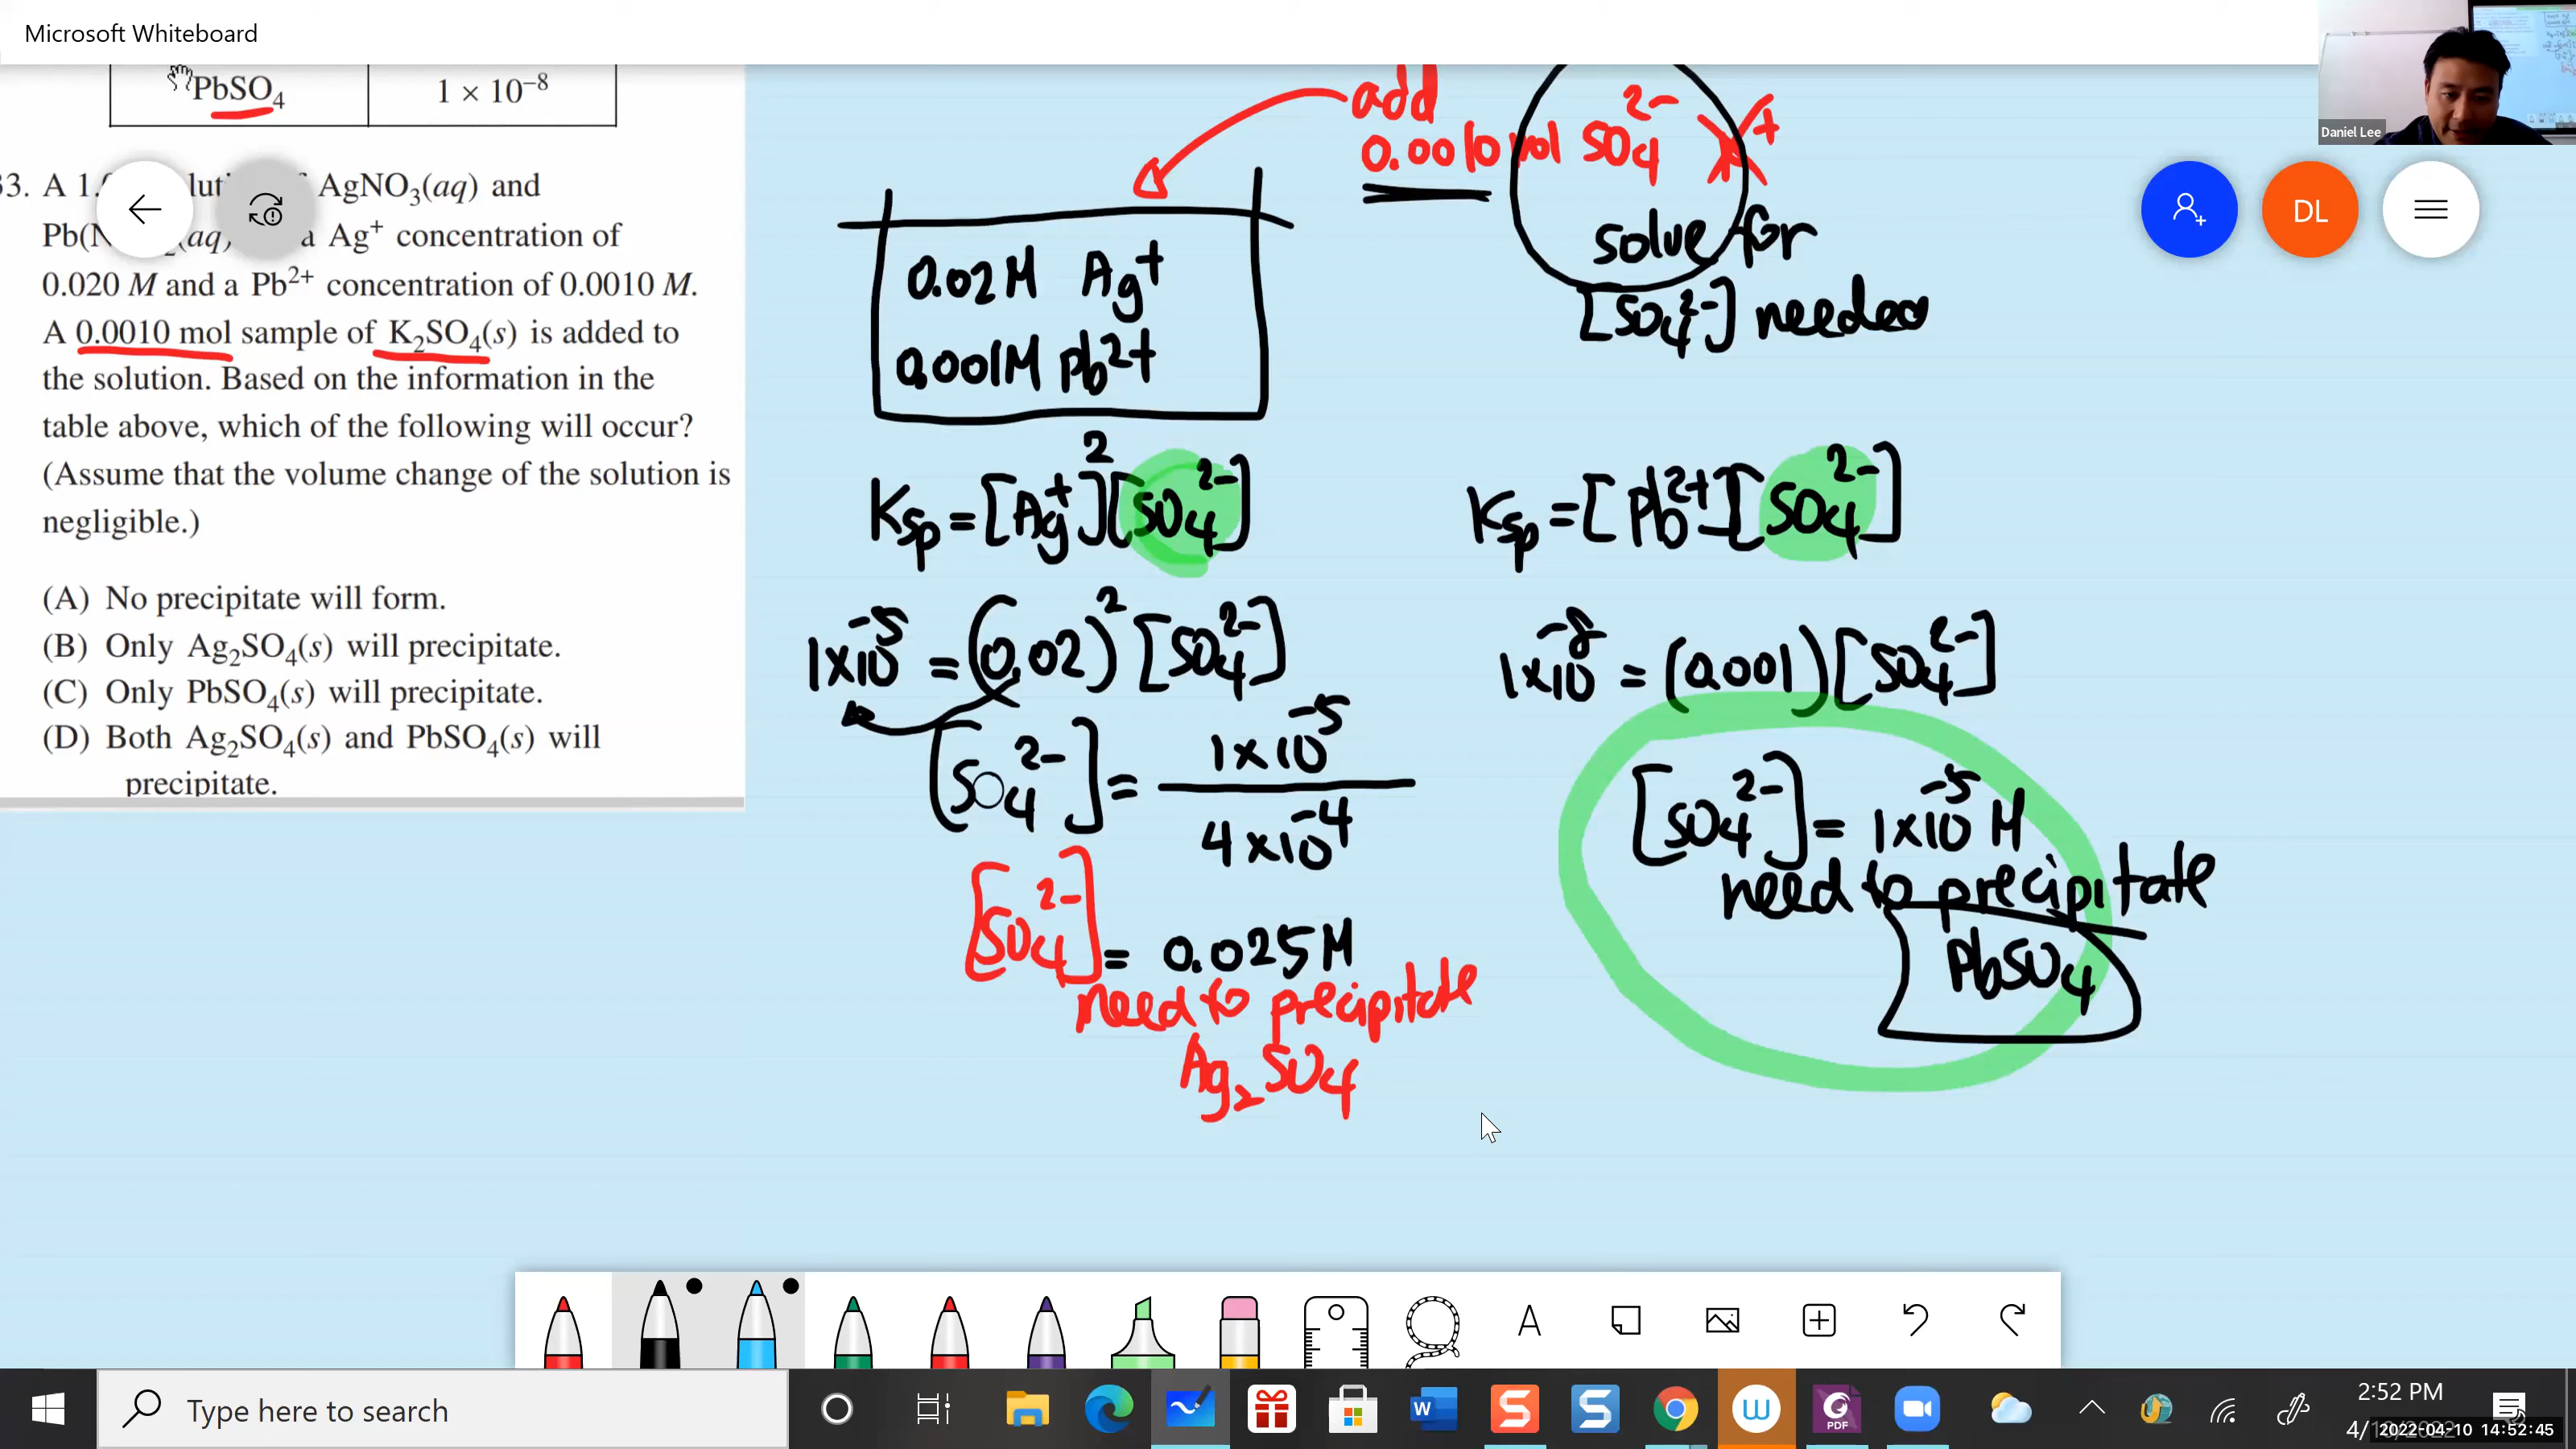 Microsoft Whiteboard
PbSO₄ 1 × 10⁻⁸
33. A 1. AgNO₃(aq) and
Pb(N (aq) a Ag⁺ concentration of
0.020 M and a Pb²⁺ concentration of 0.0010 M.
A 0.0010 mol sample of K₂SO₄(s) is added to
the solution. Based on the information in the
table above, which of the following will occur?
(Assume that the volume change of the solution is
negligible.)
(A) No precipitate will form.
(B) Only Ag₂SO₄(s) will precipitate.
(C) Only PbSO₄(s) will precipitate.
(D) Both Ag₂SO₄(s) and PbSO₄(s) will
precipitate.
add
0.0010 mol SO₄²⁻
solve for
[SO₄²⁻] needed
0.02M Ag⁺
0.001M Pb²⁺
Ksp = [Ag⁺]²[SO₄²⁻]
1×10⁻⁵ = (0.02)² [SO₄²⁻]
[SO₄²⁻] = 1×10⁻⁵
4×10⁻⁴
[SO₄²⁻] = 0.025M
need to precipitate
Ag₂SO₄
Ksp = [Pb²⁺][SO₄²⁻]
1×10⁻⁸ = (0.001)[SO₄²⁻]
[SO₄²⁻] = 1×10⁻⁵ M
need to precipitate
PbSO₄
Daniel Lee
DL
A
Type here to search
W
S
S
W
PDF
2:52 PM
2022-04-10 14:52:45